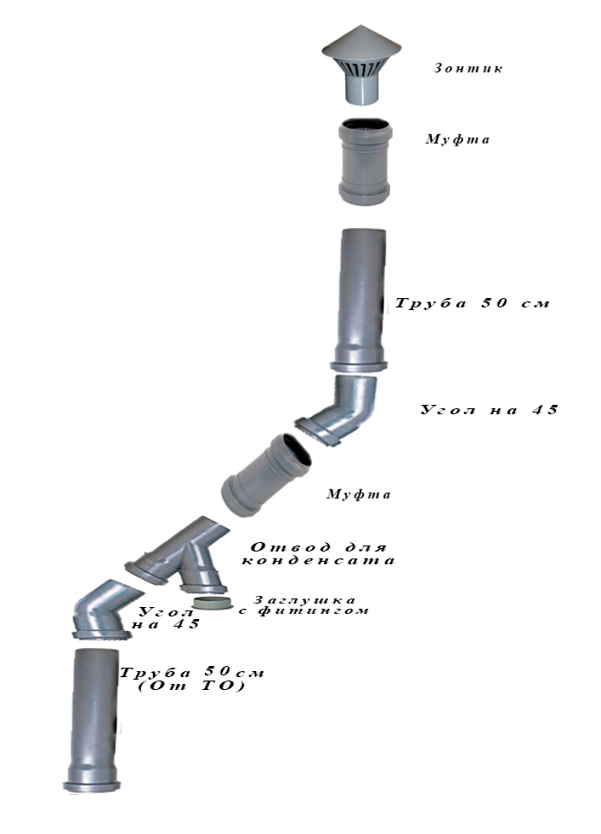 Зонтик
Муфта
Труба 50 см
Угол на 45
Муфта
Отвод для
конденсата
Заглушка
с фитингом
Угол
на 45
Труба 50см
(От ТО)